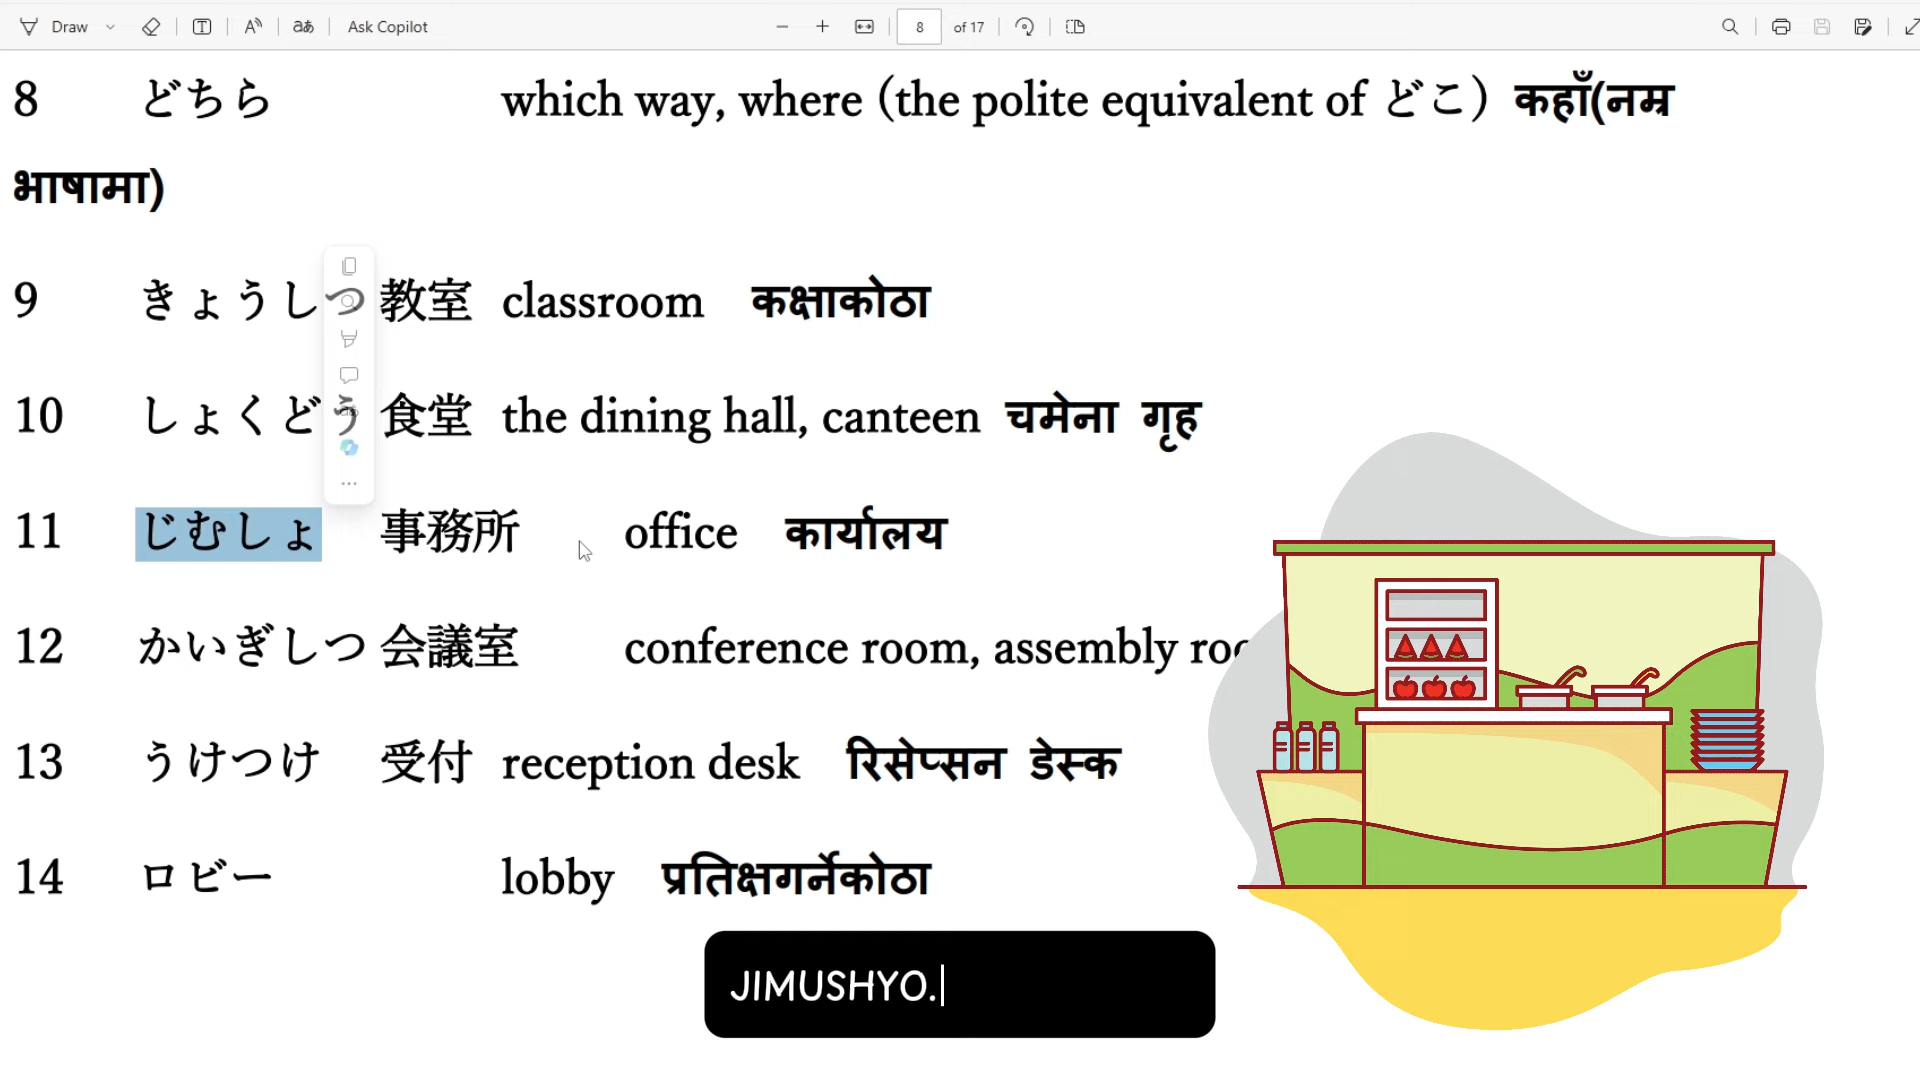 Draw Ask Copilot 8 of 17
8 どちら which way, where (the polite equivalent of どこ) कहाँ(नम्र
भाषामा)
9 きょうしつ 教室 classroom कक्षाकोठा
10 しょくどう 食堂 the dining hall, canteen चमेना गृह
11 じむしょ 事務所 office कार्यालय
12 かいぎしつ 会議室 conference room, assembly
13 うけつけ 受付 reception desk रिसेप्सन डेस्क
14 ロビー lobby प्रतिक्षगर्नेकोठा
JIMUSHYO.